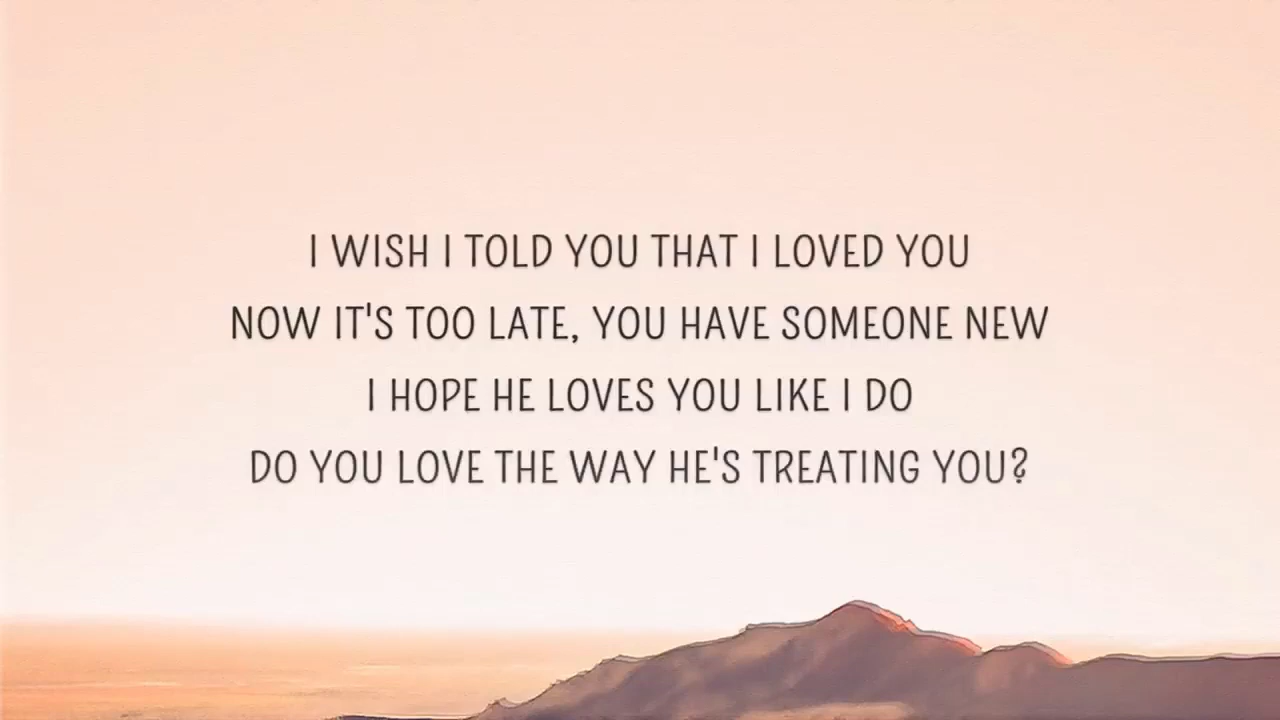 I WISH I TOLD YOU THAT I LOVED YOU
NOW IT'S TOO LATE, YOU HAVE SOMEONE NEW
I HOPE HE LOVES YOU LIKE I DO
DO YOU LOVE THE WAY HE'S TREATING YOU?